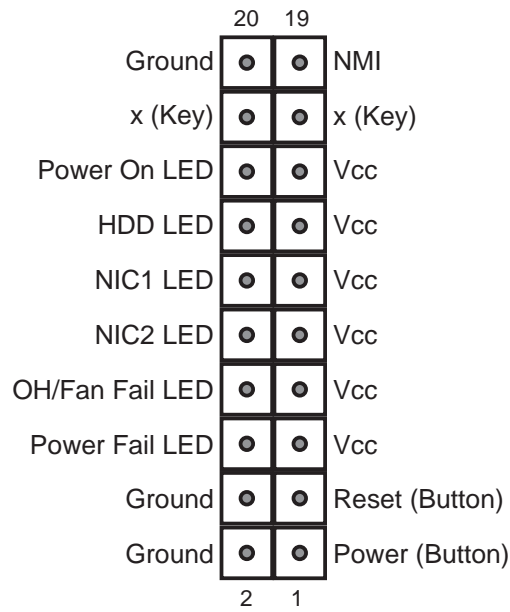 20 19
Ground NMI
x (Key) x (Key)
Power On LED Vcc
HDD LED Vcc
NIC1 LED Vcc
NIC2 LED Vcc
OH/Fan Fail LED Vcc
Power Fail LED Vcc
Ground Reset (Button)
Ground Power (Button)
2 1